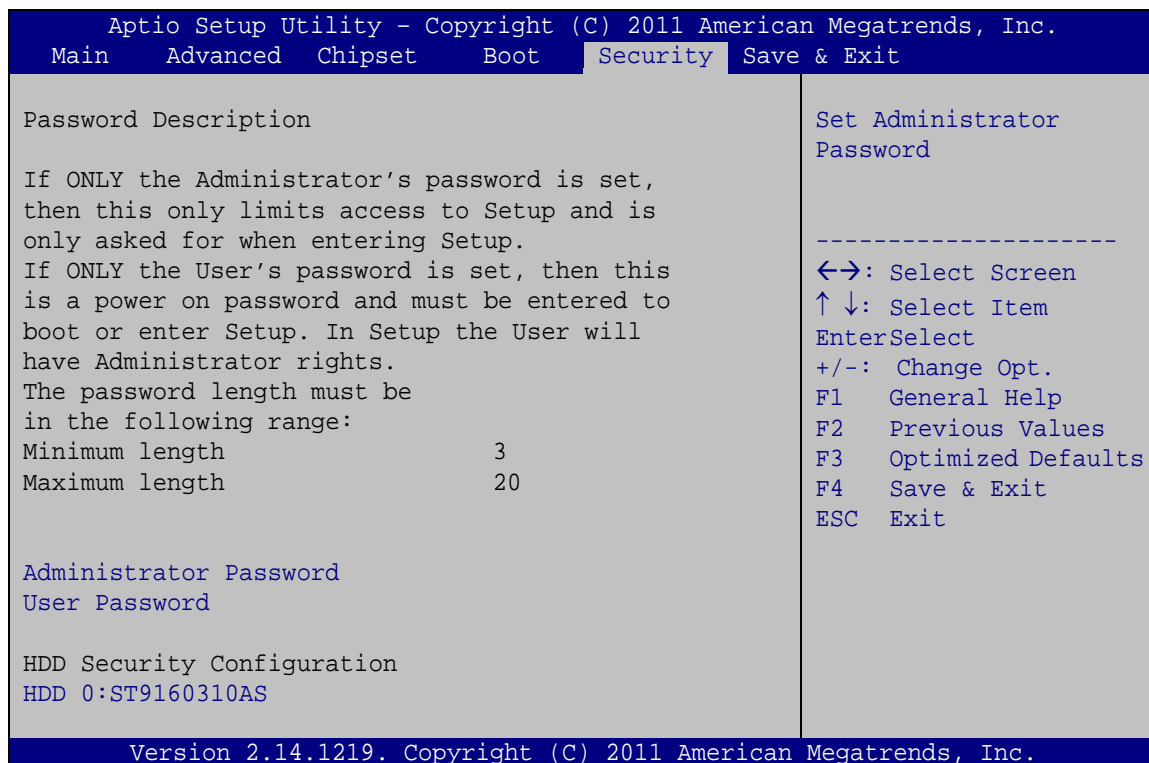 Aptio Setup Utility – Copyright (C) 2011 American Megatrends, Inc.
Main Advanced Chipset Boot Security Save & Exit
Password Description
If ONLY the Administrator’s password is set,
then this only limits access to Setup and is
only asked for when entering Setup.
If ONLY the User’s password is set, then this
is a power on password and must be entered to
boot or enter Setup. In Setup the User will
have Administrator rights.
The password length must be
in the following range:
Minimum length 3
Maximum length 20
Administrator Password
User Password
HDD Security Configuration
HDD 0:ST9160310AS
Set Administrator
Password
---------------------
←→: Select Screen
↑ ↓: Select Item
EnterSelect
+/-: Change Opt.
F1 General Help
F2 Previous Values
F3 Optimized Defaults
F4 Save & Exit
ESC Exit
Version 2.14.1219. Copyright (C) 2011 American Megatrends, Inc.